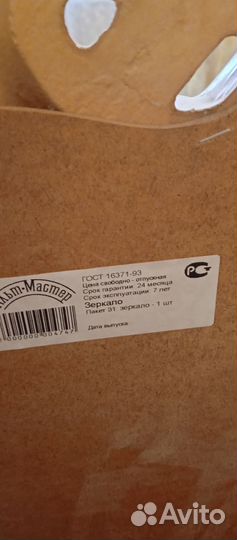 ГОСТ 16371-93
Цена свободно - отпускная
Срок гарантии: 24 месяца
Срок эксплуатации: 7 лет
Зеркало
Пакет 31: зеркало - 1 шт
Дата выпуска:
льт-Мастер
Avito